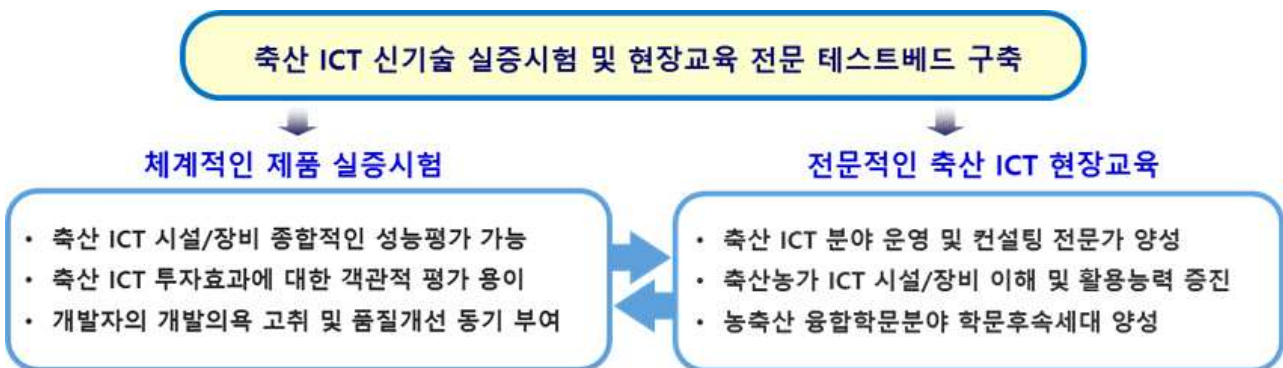 축산 ICT 신기술 실증시험 및 현장교육 전문 테스트베드 구축
체계적인 제품 실증시험
• 축산 ICT 시설/장비 종합적인 성능평가 가능
• 축산 ICT 투자효과에 대한 객관적 평가 용이
• 개발자의 개발의욕 고취 및 품질개선 동기 부여
전문적인 축산 ICT 현장교육
• 축산 ICT 분야 운영 및 컨설팅 전문가 양성
• 축산농가 ICT 시설/장비 이해 및 활용능력 증진
• 농축산 융합학문분야 학문후속세대 양성